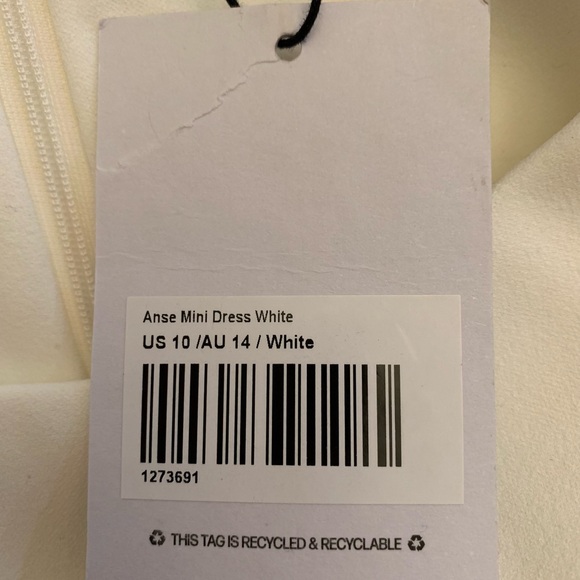 Anse Mini Dress White
US 10 /AU 14 / White
1273691
THIS TAG IS RECYCLED & RECYCLABLE